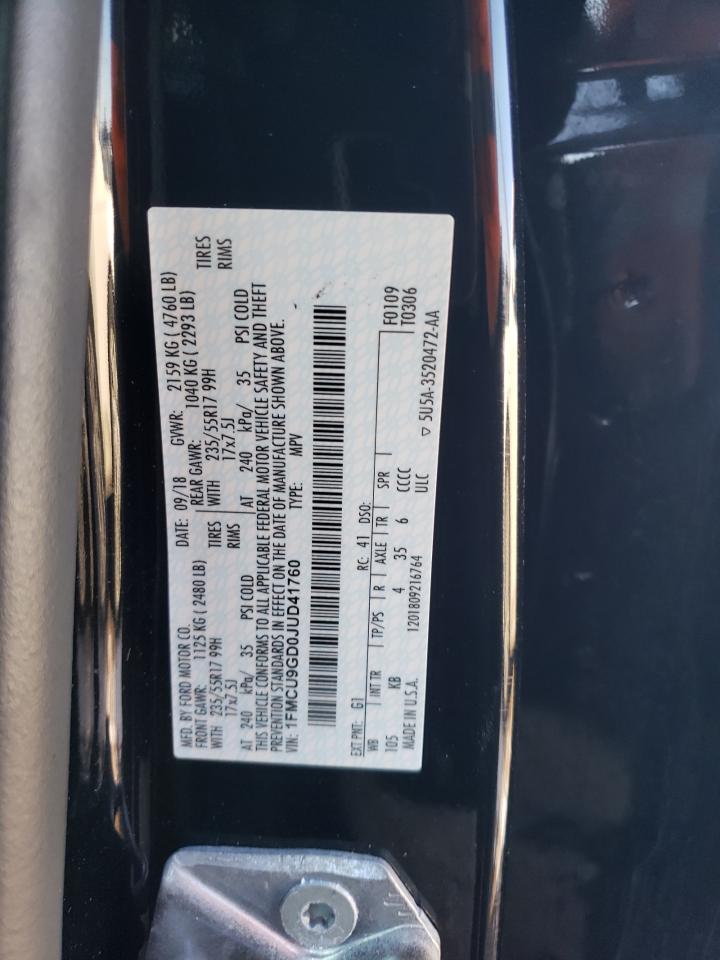 MFD. BY FORD MOTOR CO. DATE: 09/18 GVWR: 2159 KG ( 4760 LB)
FRONT GAWR: 1125 KG ( 2480 LB) REAR GAWR: 1040 KG ( 2293 LB)
WITH 235/55R17 99H TIRES WITH 235/55R17 99H TIRES
17x7.5J RIMS 17x7.5J RIMS
AT 240 kPa/ 35 PSI COLD AT 240 kPa/ 35 PSI COLD
THIS VEHICLE CONFORMS TO ALL APPLICABLE FEDERAL MOTOR VEHICLE SAFETY AND THEFT
PREVENTION STANDARDS IN EFFECT ON THE DATE OF MANUFACTURE SHOWN ABOVE.
VIN: 1FMCU9GD0JUD41760 TYPE: MPV
EXT PNT: G1 RC: 41 DSO: F0109
WB INT TR TP/PS R AXLE TR SPR T0306
105 KB 4 35 6 CCCC
MADE IN U.S.A. 1201809216764 ULC
▽ 5U5A-3520472-AA